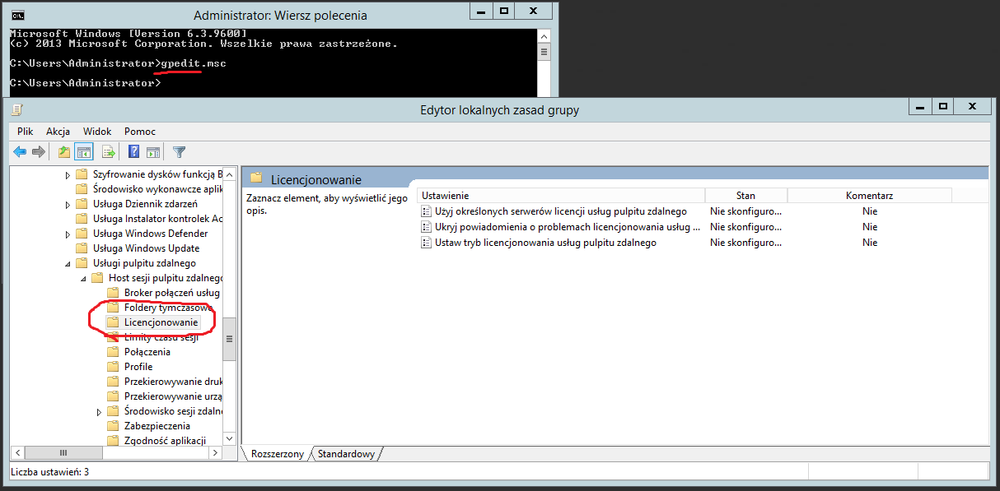 Administrator: Wiersz polecenia
Microsoft Windows [Version 6.3.9600]
(c) 2013 Microsoft Corporation. Wszelkie prawa zastrzeżone.
C:\Users\Administrator>gpedit.msc
C:\Users\Administrator>
Edytor lokalnych zasad grupy
Plik Akcja Widok Pomoc
Szyfrowanie dysków funkcją B
Środowisko wykonawcze aplik
Usługa Dziennik zdarzeń
Usługa Instalator kontrolek Ac
Usługa Windows Defender
Usługa Windows Update
Usługi pulpitu zdalnego
Host sesji pulpitu zdalnego
Broker połączeń usług
Foldery tymczasowe
Licencjonowanie
Limity czasu sesji
Połączenia
Profile
Przekierowywanie druk
Przekierowywanie urzą
Środowisko sesji zdalne
Zabezpieczenia
Zgodność aplikacji
Licencjonowanie
Zaznacz element, aby wyświetlić jego
opis.
Ustawienie Stan Komentarz
Użyj określonych serwerów licencji usług pulpitu zdalnego Nie skonfiguro... Nie
Ukryj powiadomienia o problemach licencjonowania usług ... Nie skonfiguro... Nie
Ustaw tryb licencjonowania usług pulpitu zdalnego Nie skonfiguro... Nie
Rozszerzony Standardowy
Liczba ustawień: 3